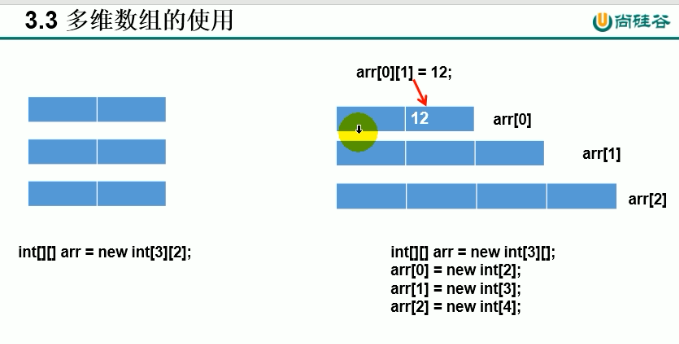 3.3 多维数组的使用
尚硅谷
arr[0][1] = 12;
12
arr[0]
arr[1]
arr[2]
int[][] arr = new int[3][2];
int[][] arr = new int[3][];
arr[0] = new int[2];
arr[1] = new int[3];
arr[2] = new int[4];